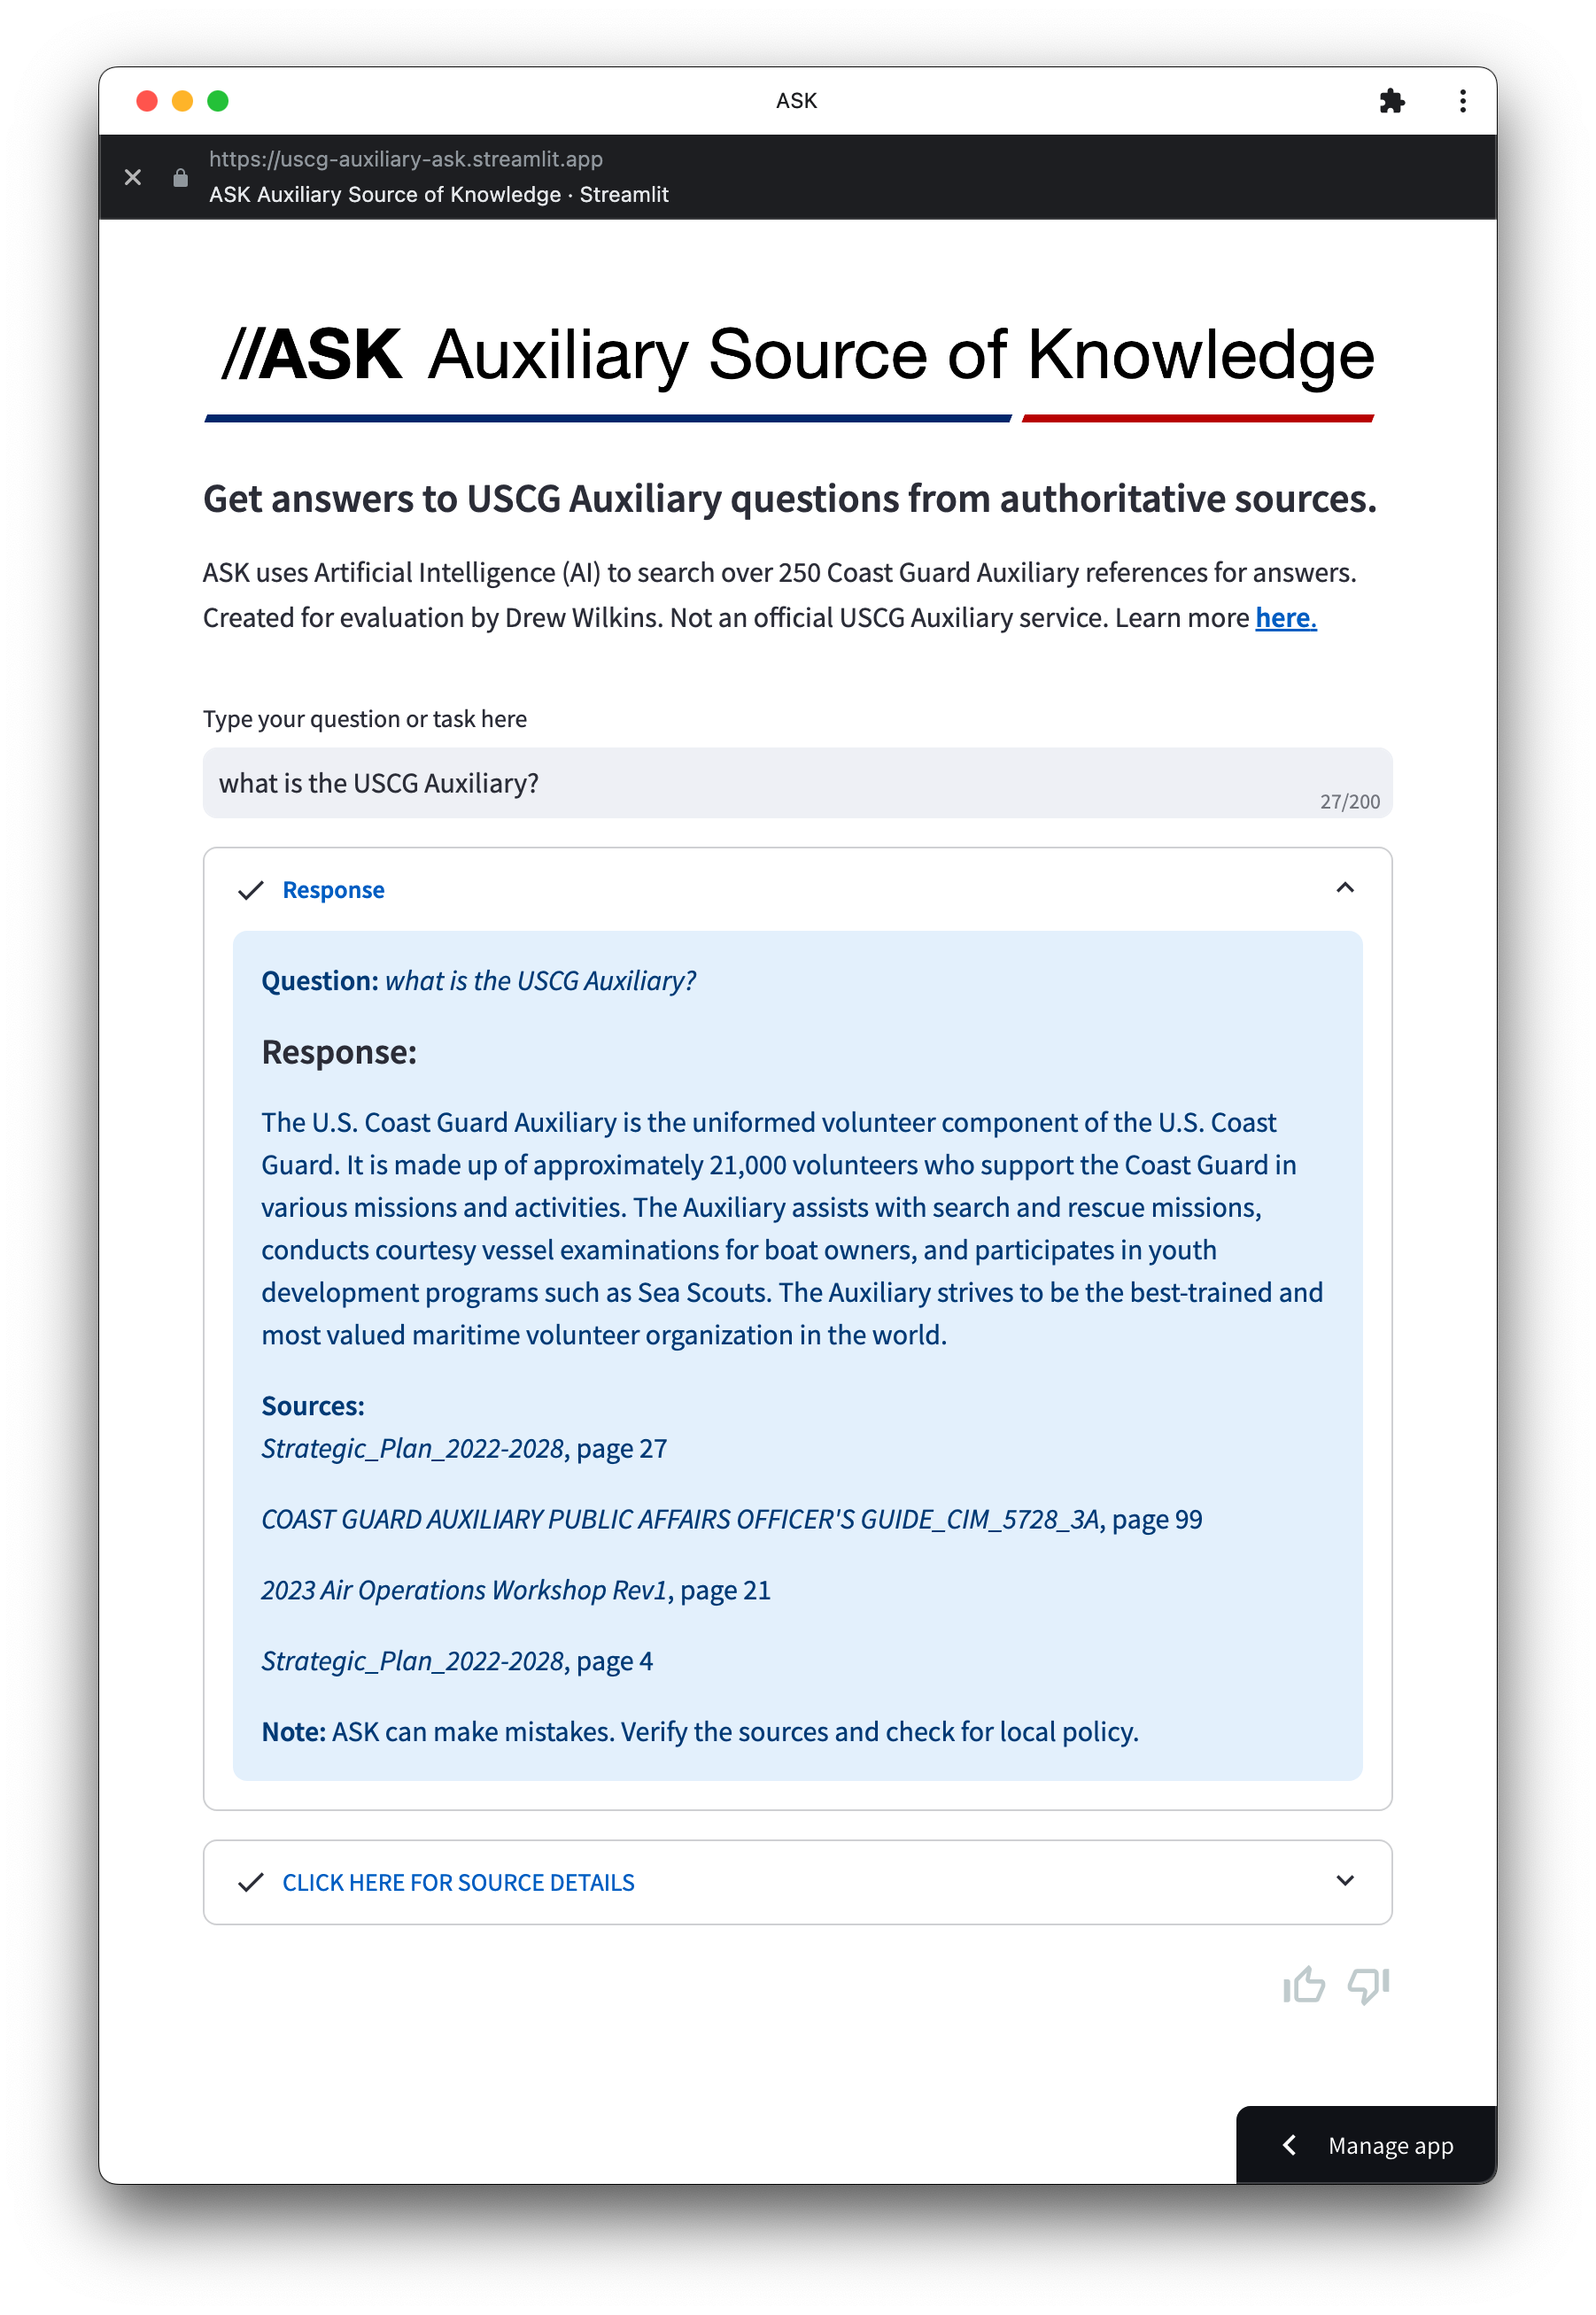 ASK
https://uscg-auxiliary-ask.streamlit.app
ASK Auxiliary Source of Knowledge · Streamlit
//ASK Auxiliary Source of Knowledge
Get answers to USCG Auxiliary questions from authoritative sources.
ASK uses Artificial Intelligence (AI) to search over 250 Coast Guard Auxiliary references for answers.
Created for evaluation by Drew Wilkins. Not an official USCG Auxiliary service. Learn more here.
Type your question or task here
what is the USCG Auxiliary?
27/200
Response
Question: what is the USCG Auxiliary?
Response:
The U.S. Coast Guard Auxiliary is the uniformed volunteer component of the U.S. Coast
Guard. It is made up of approximately 21,000 volunteers who support the Coast Guard in
various missions and activities. The Auxiliary assists with search and rescue missions,
conducts courtesy vessel examinations for boat owners, and participates in youth
development programs such as Sea Scouts. The Auxiliary strives to be the best-trained and
most valued maritime volunteer organization in the world.
Sources:
Strategic_Plan_2022-2028, page 27
COAST GUARD AUXILIARY PUBLIC AFFAIRS OFFICER'S GUIDE_CIM_5728_3A, page 99
2023 Air Operations Workshop Rev1, page 21
Strategic_Plan_2022-2028, page 4
Note: ASK can make mistakes. Verify the sources and check for local policy.
CLICK HERE FOR SOURCE DETAILS
Manage app